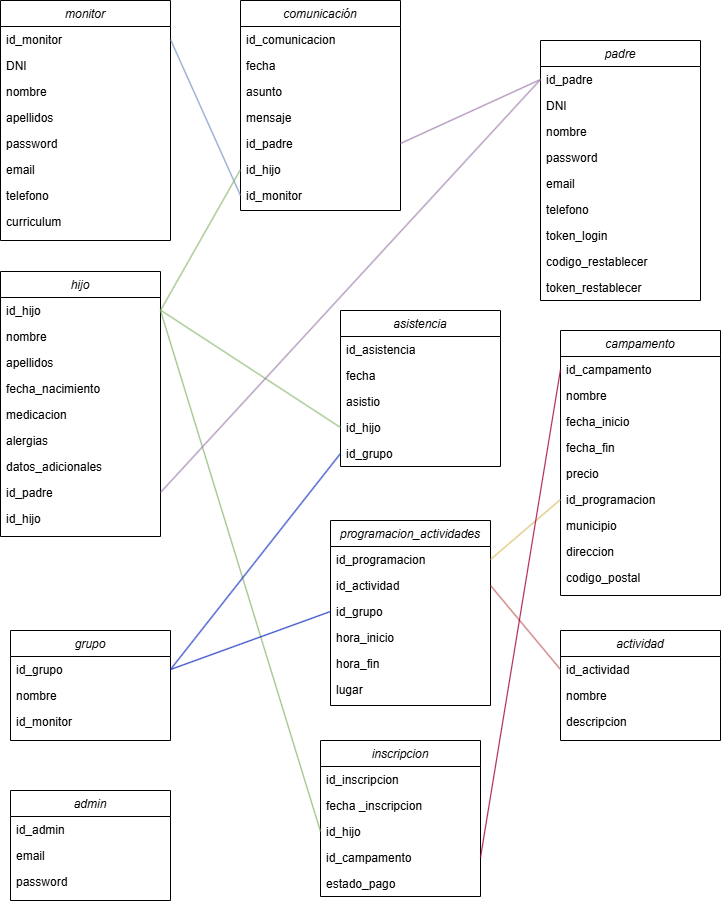 monitor
id_monitor
DNI
nombre
apellidos
password
email
telefono
curriculum
comunicación
id_comunicacion
fecha
asunto
mensaje
id_padre
id_hijo
id_monitor
padre
id_padre
DNI
nombre
password
email
telefono
token_login
codigo_restablecer
token_restablecer
hijo
id_hijo
nombre
apellidos
fecha_nacimiento
medicacion
alergias
datos_adicionales
id_padre
id_hijo
asistencia
id_asistencia
fecha
asistio
id_hijo
id_grupo
campamento
id_campamento
nombre
fecha_inicio
fecha_fin
precio
id_programacion
municipio
direccion
codigo_postal
programacion_actividades
id_programacion
id_actividad
id_grupo
hora_inicio
hora_fin
lugar
grupo
id_grupo
nombre
id_monitor
actividad
id_actividad
nombre
descripcion
inscripcion
id_inscripcion
fecha _inscripcion
id_hijo
id_campamento
estado_pago
admin
id_admin
email
password